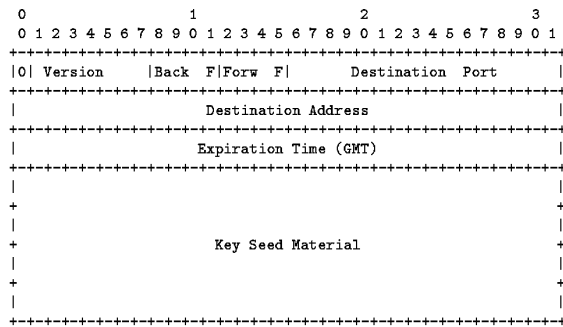 0                   1                   2                   3
 0 1 2 3 4 5 6 7 8 9 0 1 2 3 4 5 6 7 8 9 0 1 2 3 4 5 6 7 8 9 0 1
+-+-+-+-+-+-+-+-+-+-+-+-+-+-+-+-+-+-+-+-+-+-+-+-+-+-+-+-+-+-+-+-+
|0| Version     |Back  F|Forw  F|       Destination  Port       |
+-+-+-+-+-+-+-+-+-+-+-+-+-+-+-+-+-+-+-+-+-+-+-+-+-+-+-+-+-+-+-+-+
|                      Destination Address                      |
+-+-+-+-+-+-+-+-+-+-+-+-+-+-+-+-+-+-+-+-+-+-+-+-+-+-+-+-+-+-+-+-+
|                     Expiration Time (GMT)                     |
+-+-+-+-+-+-+-+-+-+-+-+-+-+-+-+-+-+-+-+-+-+-+-+-+-+-+-+-+-+-+-+-+
|                                                               |
+                                                               +
|                                                               |
+                       Key Seed Material                       +
|                                                               |
+                                                               +
|                                                               |
+-+-+-+-+-+-+-+-+-+-+-+-+-+-+-+-+-+-+-+-+-+-+-+-+-+-+-+-+-+-+-+-+